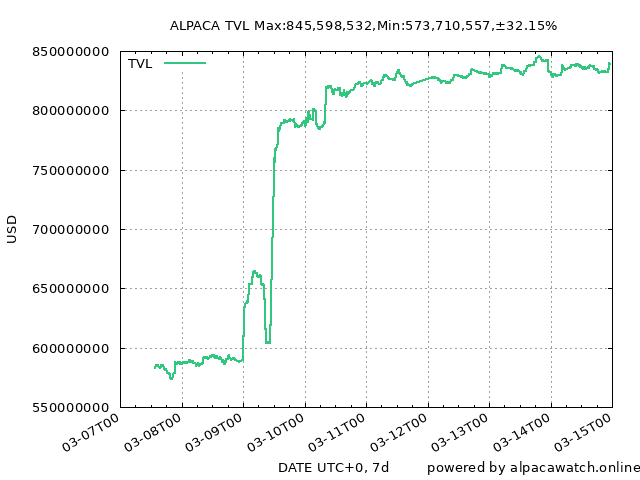 ALPACA TVL Max:845,598,532,Min:573,710,557,±32.15%
TVL
850000000
800000000
750000000
700000000
650000000
600000000
550000000
USD
03-07T00
03-08T00
03-09T00
03-10T00
03-11T00
03-12T00
03-13T00
03-14T00
03-15T00
DATE UTC+0, 7d
powered by alpacawatch.online